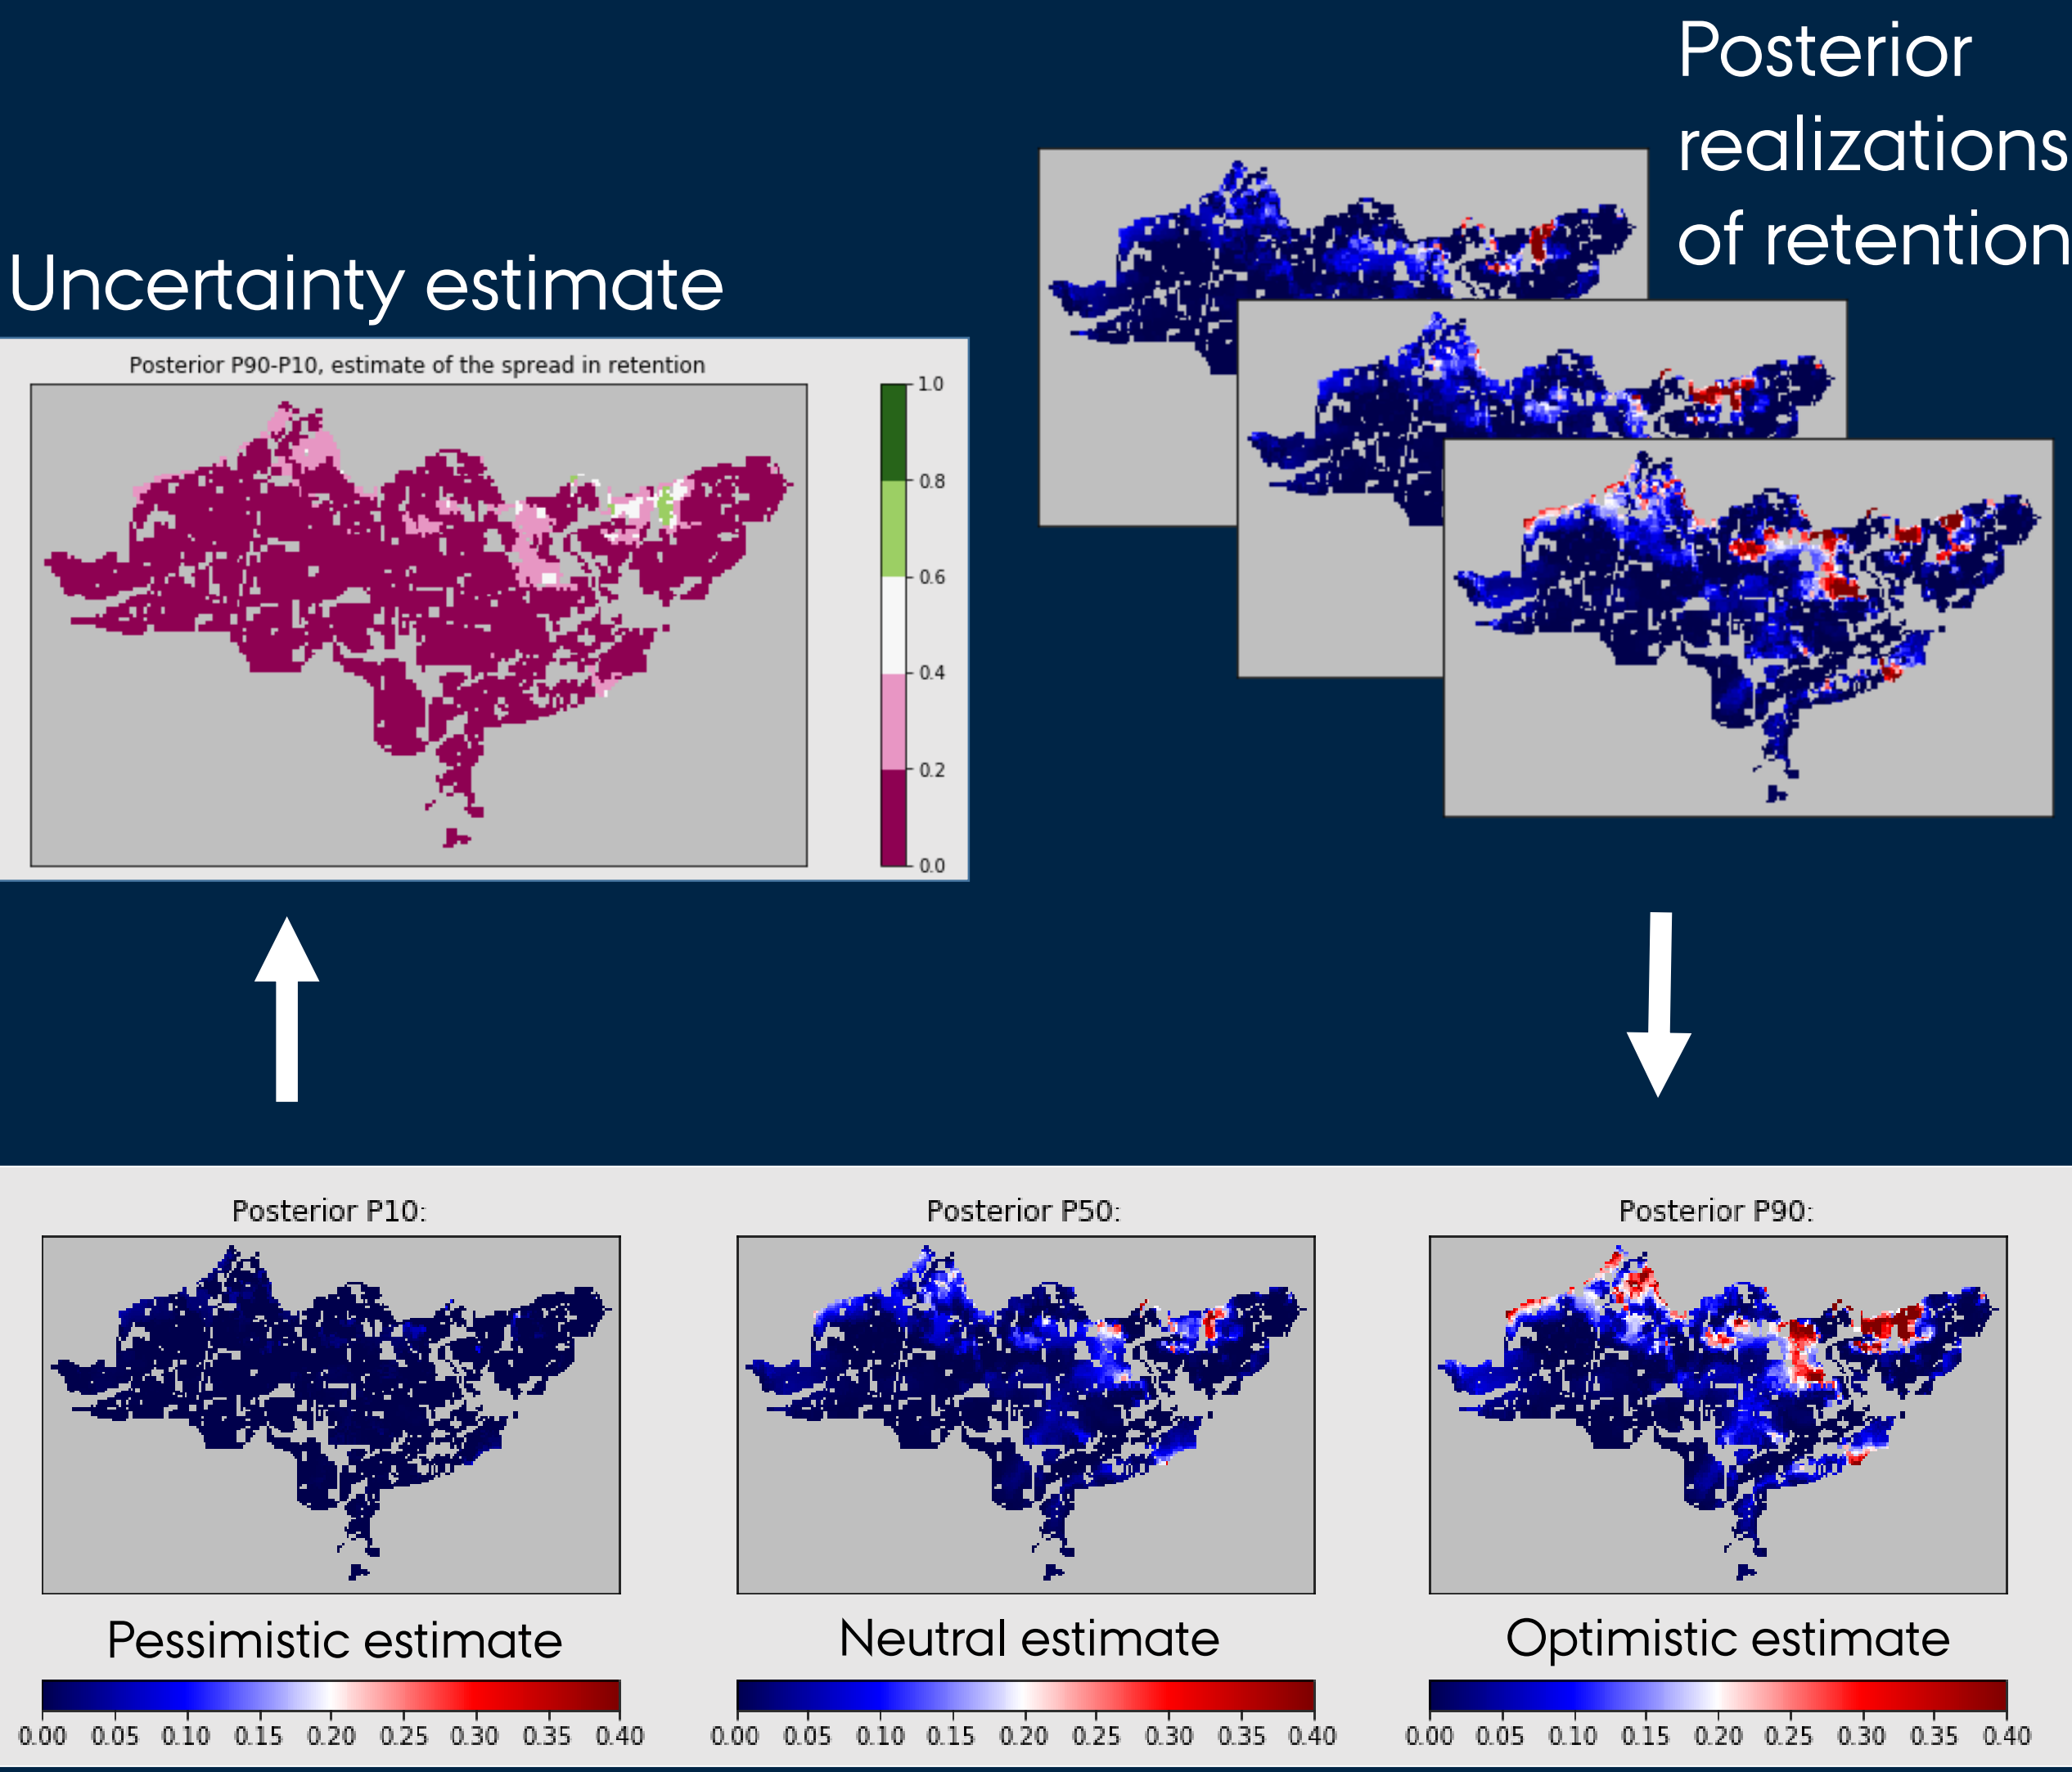 Posterior
realizations
of retention
Uncertainty estimate
Posterior P90-P10, estimate of the spread in retention
1.0
0.8
0.6
0.4
0.2
0.0
Posterior P10:
Posterior P50:
Posterior P90:
Pessimistic estimate
Neutral estimate
Optimistic estimate
0.00 0.05 0.10 0.15 0.20 0.25 0.30 0.35 0.40
0.00 0.05 0.10 0.15 0.20 0.25 0.30 0.35 0.40
0.00 0.05 0.10 0.15 0.20 0.25 0.30 0.35 0.40